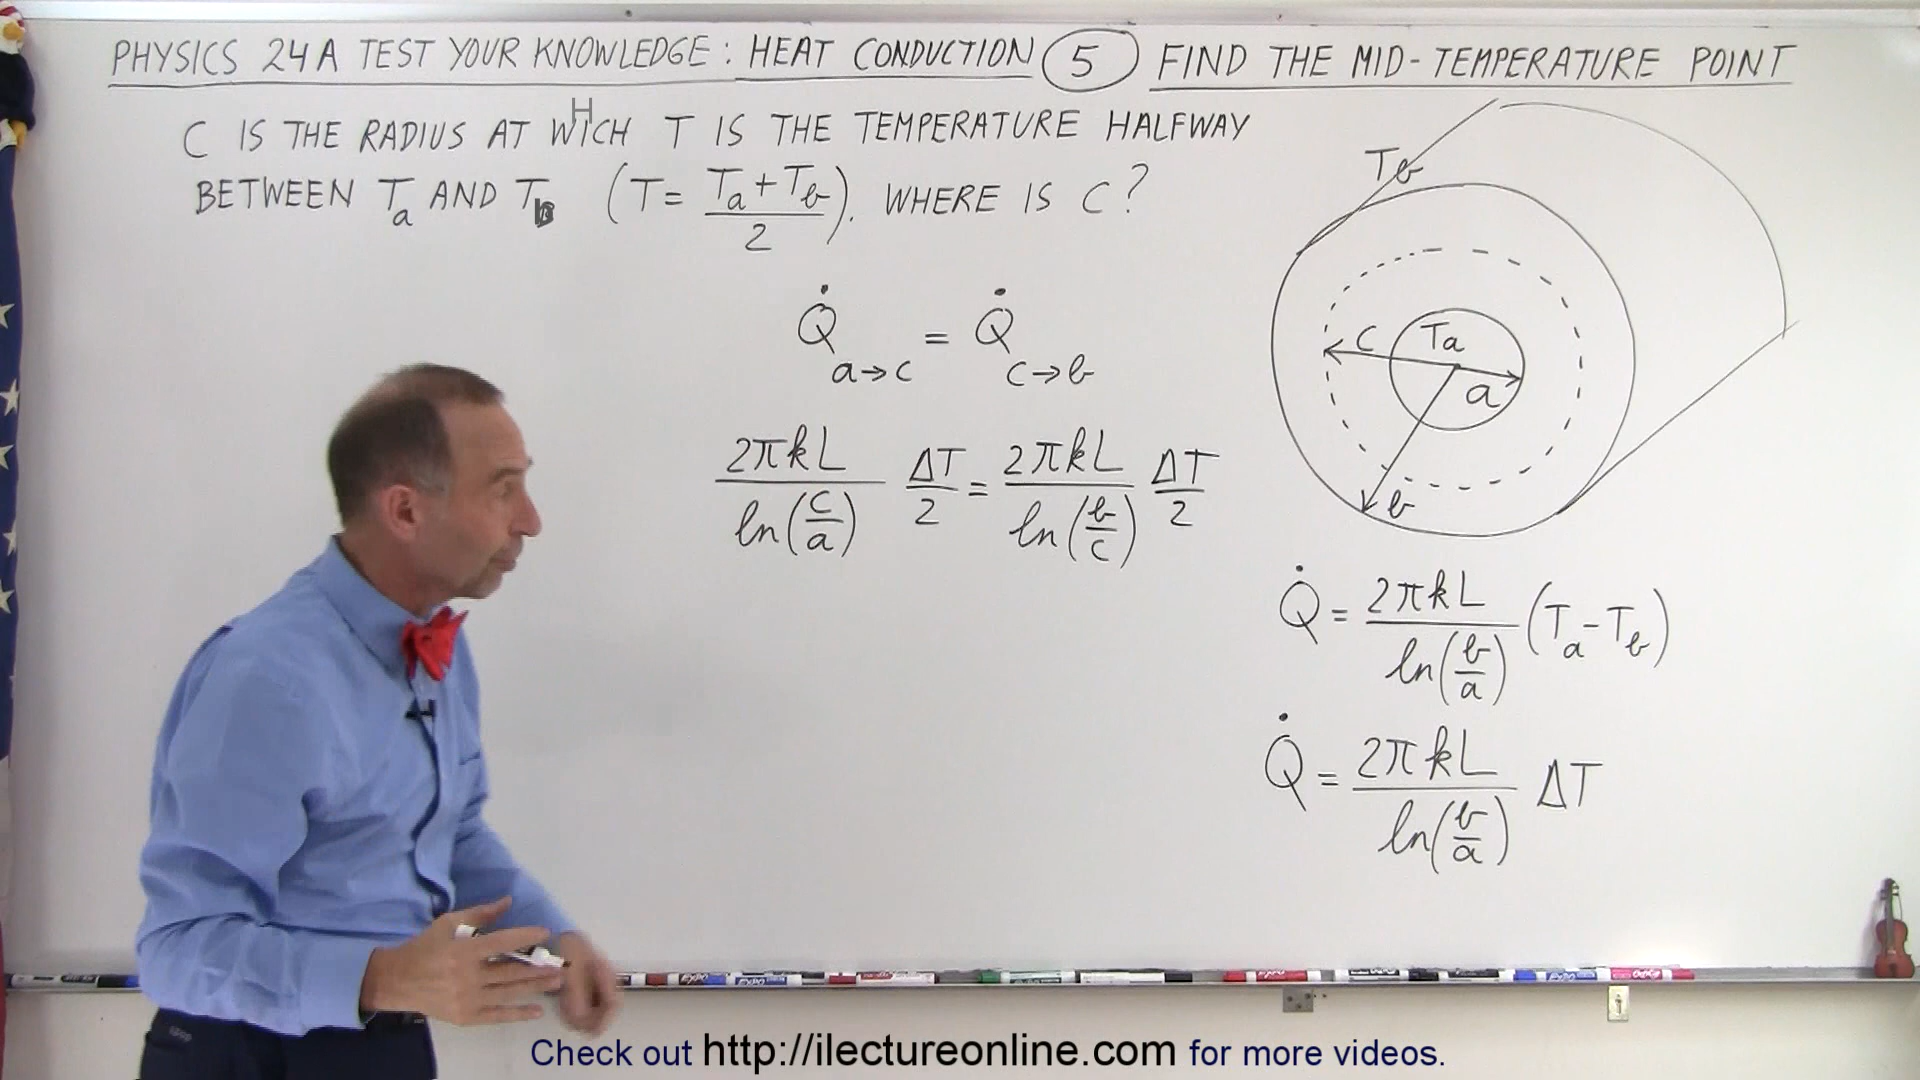 PHYSICS 24A TEST YOUR KNOWLEDGE: HEAT CONDUCTION 5 FIND THE MID-TEMPERATURE POINT
C IS THE RADIUS AT WHICH T IS THE TEMPERATURE HALFWAY
BETWEEN Ta AND Tb (T = (Ta + Tb)/2). WHERE IS C?
Q̇ a→c = Q̇ c→b
2πkL / ln(c/a) ΔT/2 = 2πkL / ln(b/c) ΔT/2
Tb
c Ta
a
b
Q̇ = 2πkL / ln(b/a) (Ta - Tb)
Q̇ = 2πkL / ln(b/a) ΔT
Check out http://ilectureonline.com for more videos.